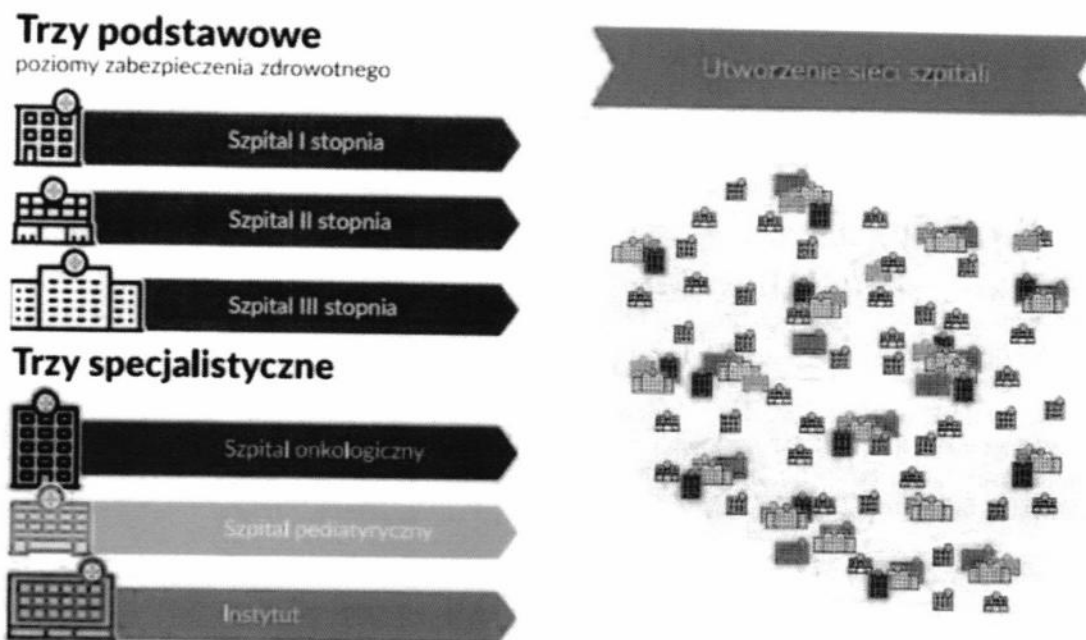 Trzy podstawowe
poziomy zabezpieczenia zdrowotnego
Szpital I stopnia
Szpital II stopnia
Szpital III stopnia
Trzy specjalistyczne
Szpital onkologiczny
Szpital pediatyryczny
Instytut
Utworzenie sieci szpitali